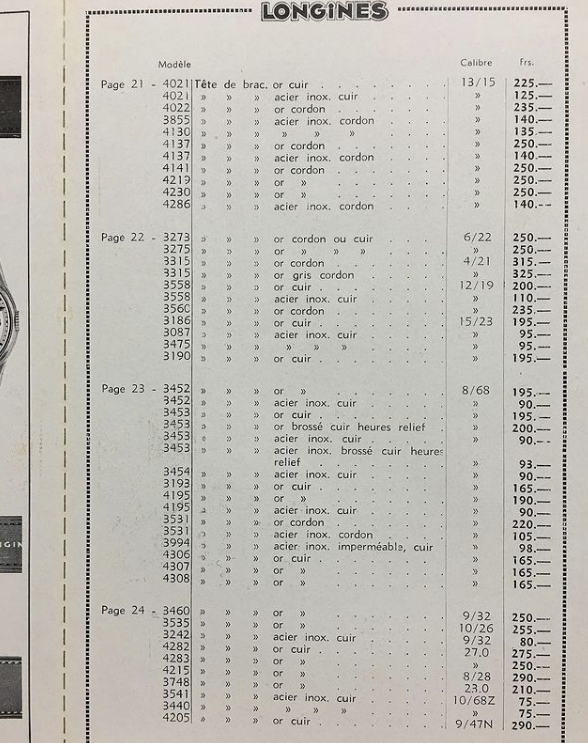 LONGINES
Modèle Calibre Frs.
Page 21 - 4021 Tête de brac. or cuir . . . . . . 13/15 225.—
4021 » » » acier inox. cuir . . . . » 125.—
4022 » » » or cordon . . . . . » 235.—
3855 » » » acier inox. cordon . . . » 140.—
4130 » » » » » » . . . » 135.—
4137 » » » or cordon . . . . . » 250.—
4137 » » » acier inox. cordon . . . » 140.—
4141 » » » or cordon . . . . . » 250.—
4219 » » » or » . . . . . » 250.—
4230 » » » or » . . . . . » 250.—
4286 » » » acier inox. cordon . . . » 140.—
Page 22 - 3273 » » » or cordon ou cuir . . . . 6/22 250.—
3275 » » » or » » » . . . . » 250.—
3315 » » » or cordon . . . . . 4/21 315.—
3315 » » » or gris cordon . . . . » 325.—
3558 » » » or cuir . . . . . . 12/19 200.—
3558 » » » acier inox. cuir . . . . » 110.—
3560 » » » or cordon . . . . . » 235.—
3186 » » » or cuir . . . . . . 15/23 195.—
3087 » » » acier inox. cuir . . . . » 95.—
3475 » » » » » » . . . . » 95.—
3190 » » » or cuir . . . . . . » 195.—
Page 23 - 3452 » » » or » . . . . . 8/68 195.—
3452 » » » acier inox. cuir . . . . » 90.—
3453 » » » or cuir . . . . . . » 195.—
3453 » » » or brossé cuir heures relief . » 200.—
3453 » » » acier inox. cuir . . . . » 90.—
3453 » » » acier inox. brossé cuir heures
relief . . . . . . » 93.—
3454 » » » acier inox. cuir . . . . » 90.—
3193 » » » or cuir . . . . . . » 165.—
4195 » » » or » . . . . . » 190.—
4195 » » » acier inox. cuir . . . . » 90.—
3531 » » » or cordon . . . . . » 220.—
3531 » » » acier inox. cordon . . . » 105.—
3994 » » » acier inox. imperméable, cuir » 98.—
4306 » » » or cuir . . . . . . » 165.—
4307 » » » or » . . . . . » 165.—
4308 » » » or » . . . . . » 165.—
Page 24 - 3460 » » » or » . . . . . 9/32 250.—
3535 » » » or » . . . . . 10/26 255.—
3242 » » » acier inox. cuir . . . . 9/32 80.—
4282 » » » or cuir . . . . . . 27.0 275.—
4283 » » » or » . . . . . » 250.—
4215 » » » or » . . . . . 8/28 290.—
3748 » » » or » . . . . . 23.0 210.—
3541 » » » acier inox. cuir . . . . 10/68Z 75.—
3440 » » » » » » . . . . » 75.—
4205 » » » or cuir . . . . . . 9/47N 290.—